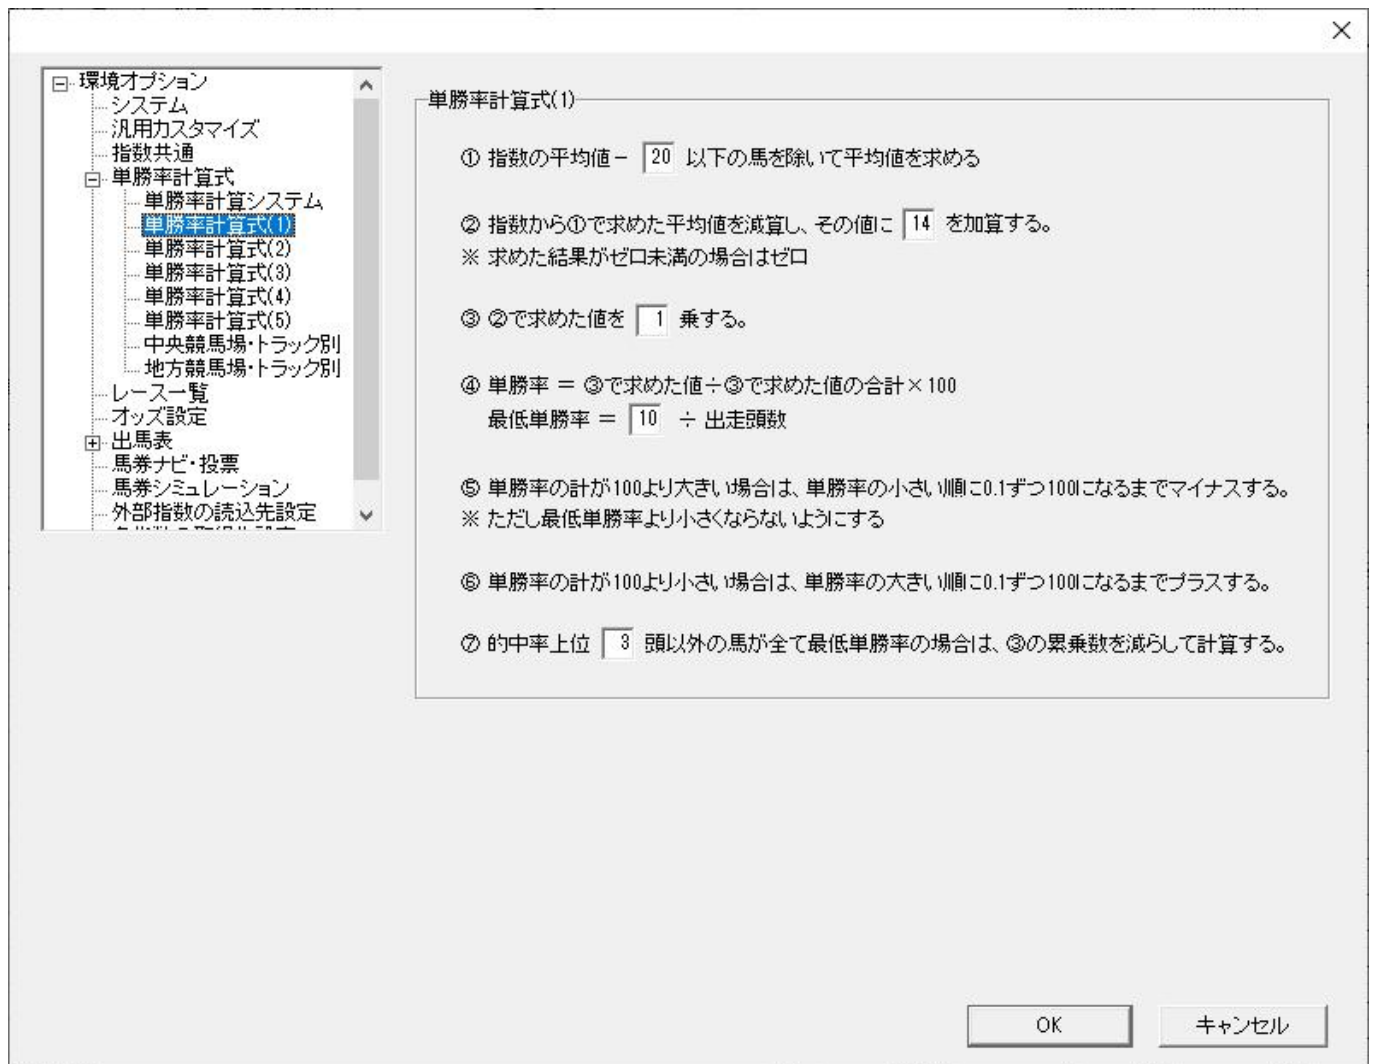 環境オプション
システム
汎用カスタマイズ
指数共通
単勝率計算式
単勝率計算システム
単勝率計算式(1)
単勝率計算式(2)
単勝率計算式(3)
単勝率計算式(4)
単勝率計算式(5)
中央競馬場・トラック別
地方競馬場・トラック別
レース一覧
オッズ設定
出馬表
馬券ナビ・投票
馬券シミュレーション
外部指数の読込先設定
単勝率計算式(1)
① 指数の平均値－ 20 以下の馬を除いて平均値を求める
② 指数から①で求めた平均値を減算し、その値に 14 を加算する。
※ 求めた結果がゼロ未満の場合はゼロ
③ ②で求めた値を 1 乗する。
④ 単勝率 ＝ ③で求めた値÷③で求めた値の合計×100
最低単勝率 ＝ 10 ÷ 出走頭数
⑤ 単勝率の計が100より大きい場合は、単勝率の小さい順に0.1ずつ100になるまでマイナスする。
※ ただし最低単勝率より小さくならないようにする
⑥ 単勝率の計が100より小さい場合は、単勝率の大きい順に0.1ずつ100になるまでプラスする。
⑦ 的中率上位 3 頭以外の馬が全て最低単勝率の場合は、③の累乗数を減らして計算する。
OK
キャンセル